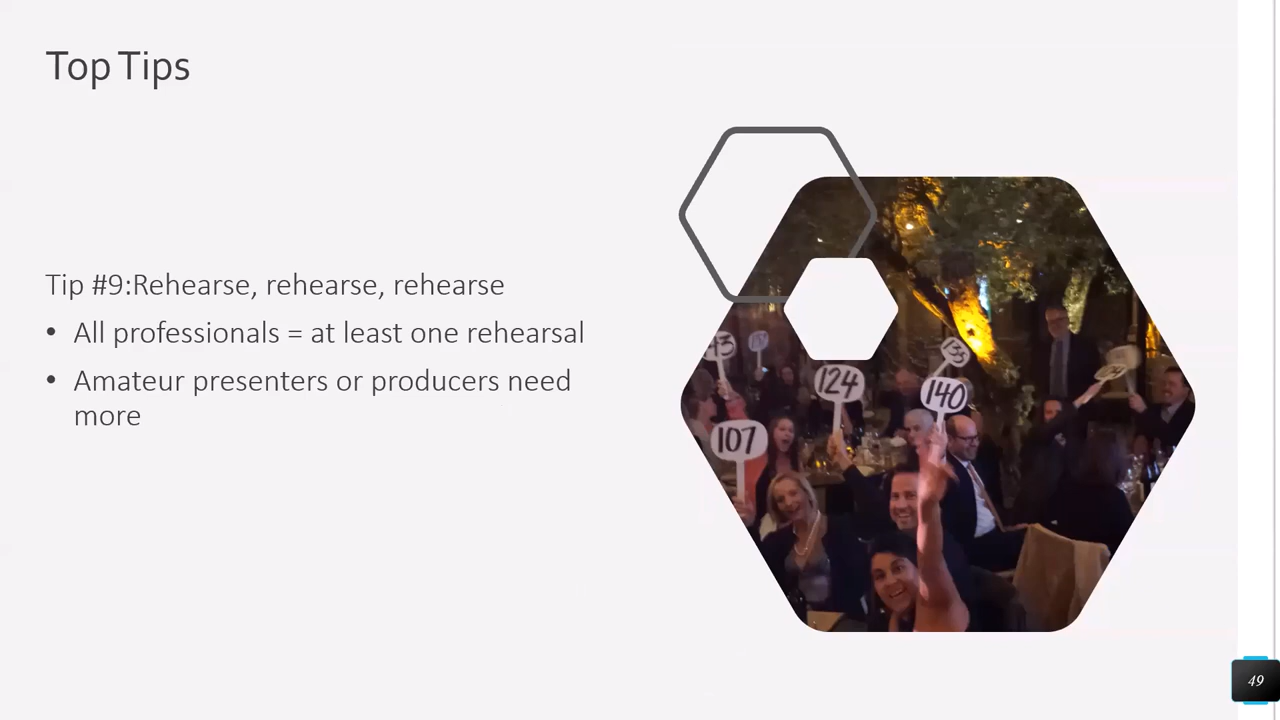 Top Tips
Tip #9:Rehearse, rehearse, rehearse
• All professionals = at least one rehearsal
• Amateur presenters or producers need
more
124
140
107
49